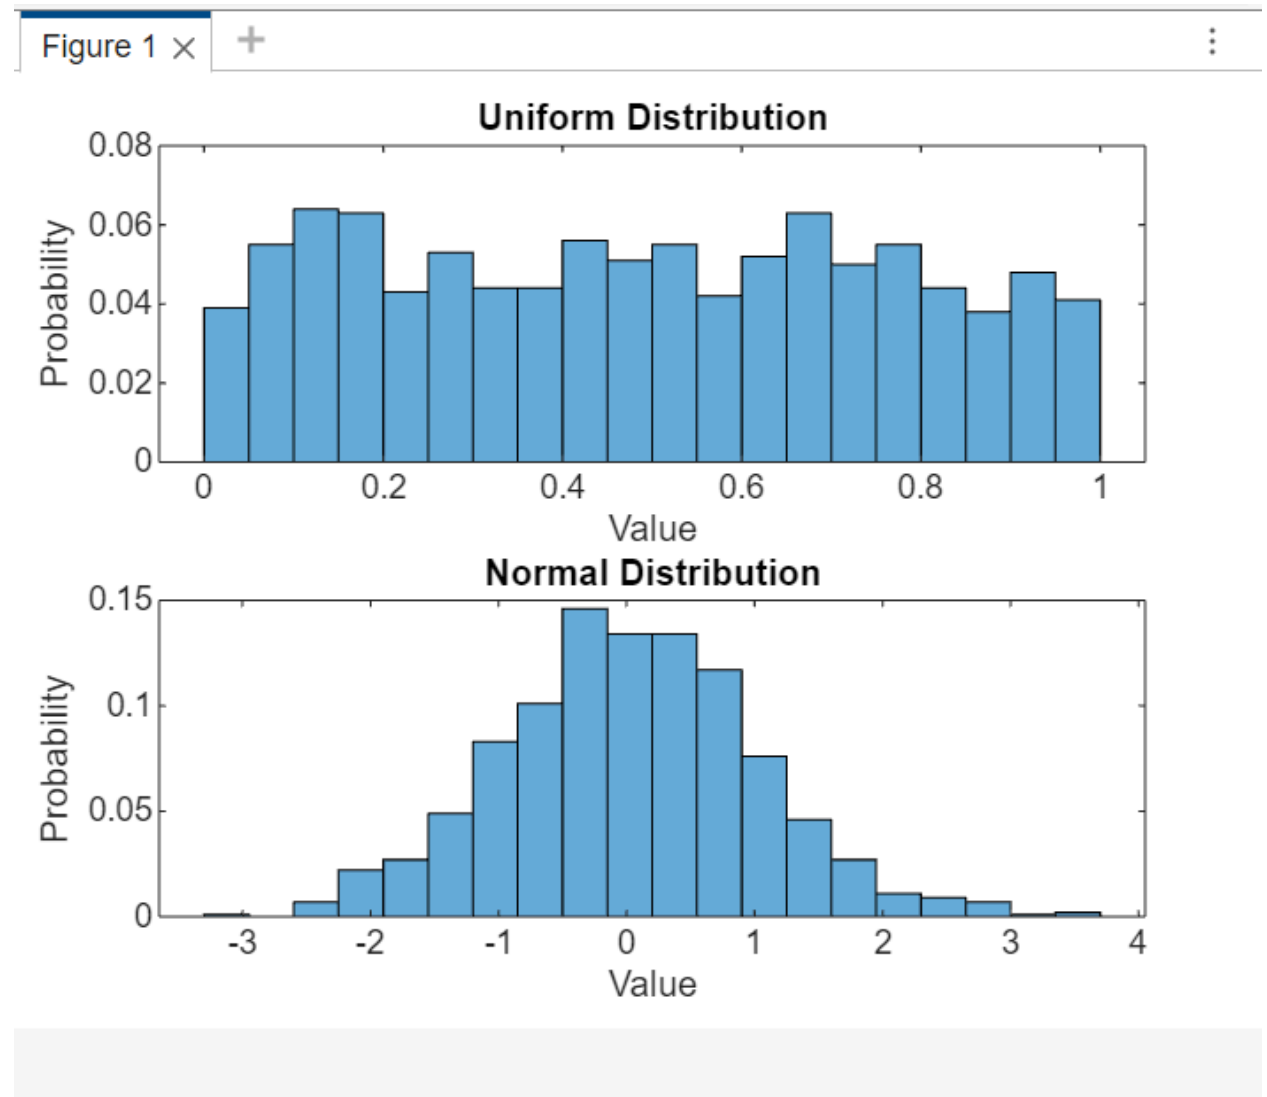 Figure 1
Uniform Distribution
0.08
0.06
0.04
0.02
0
Probability
0 0.2 0.4 0.6 0.8 1
Value
Normal Distribution
0.15
0.1
0.05
0
Probability
-3 -2 -1 0 1 2 3 4
Value